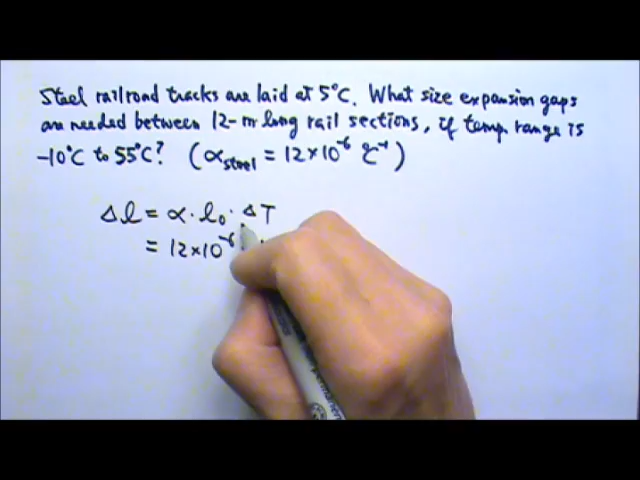 Steel railroad tracks are laid at 5°C. What size expansion gaps
are needed between 12-m long rail sections, if temp range is
-10°C to 55°C? ( α steel = 12×10⁻⁶ °C⁻¹ )
Δl = α · l₀ · ΔT
= 12×10⁻⁶